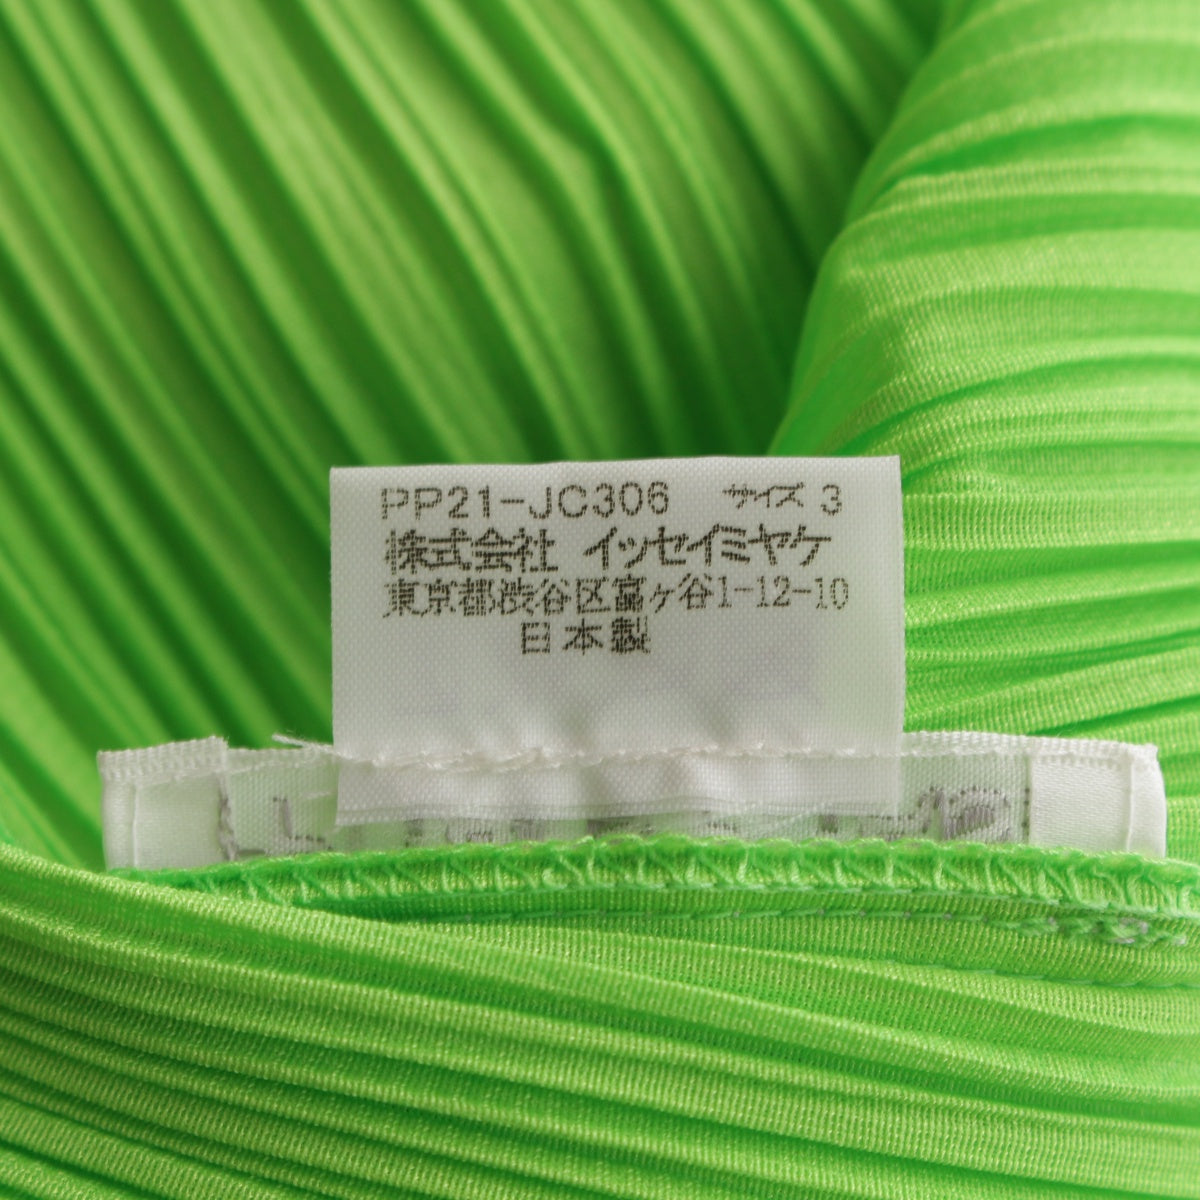 PP21-JC306 サイズ 3
株式会社 イッセイミヤケ
東京都渋谷区富ヶ谷1-12-10
日本製